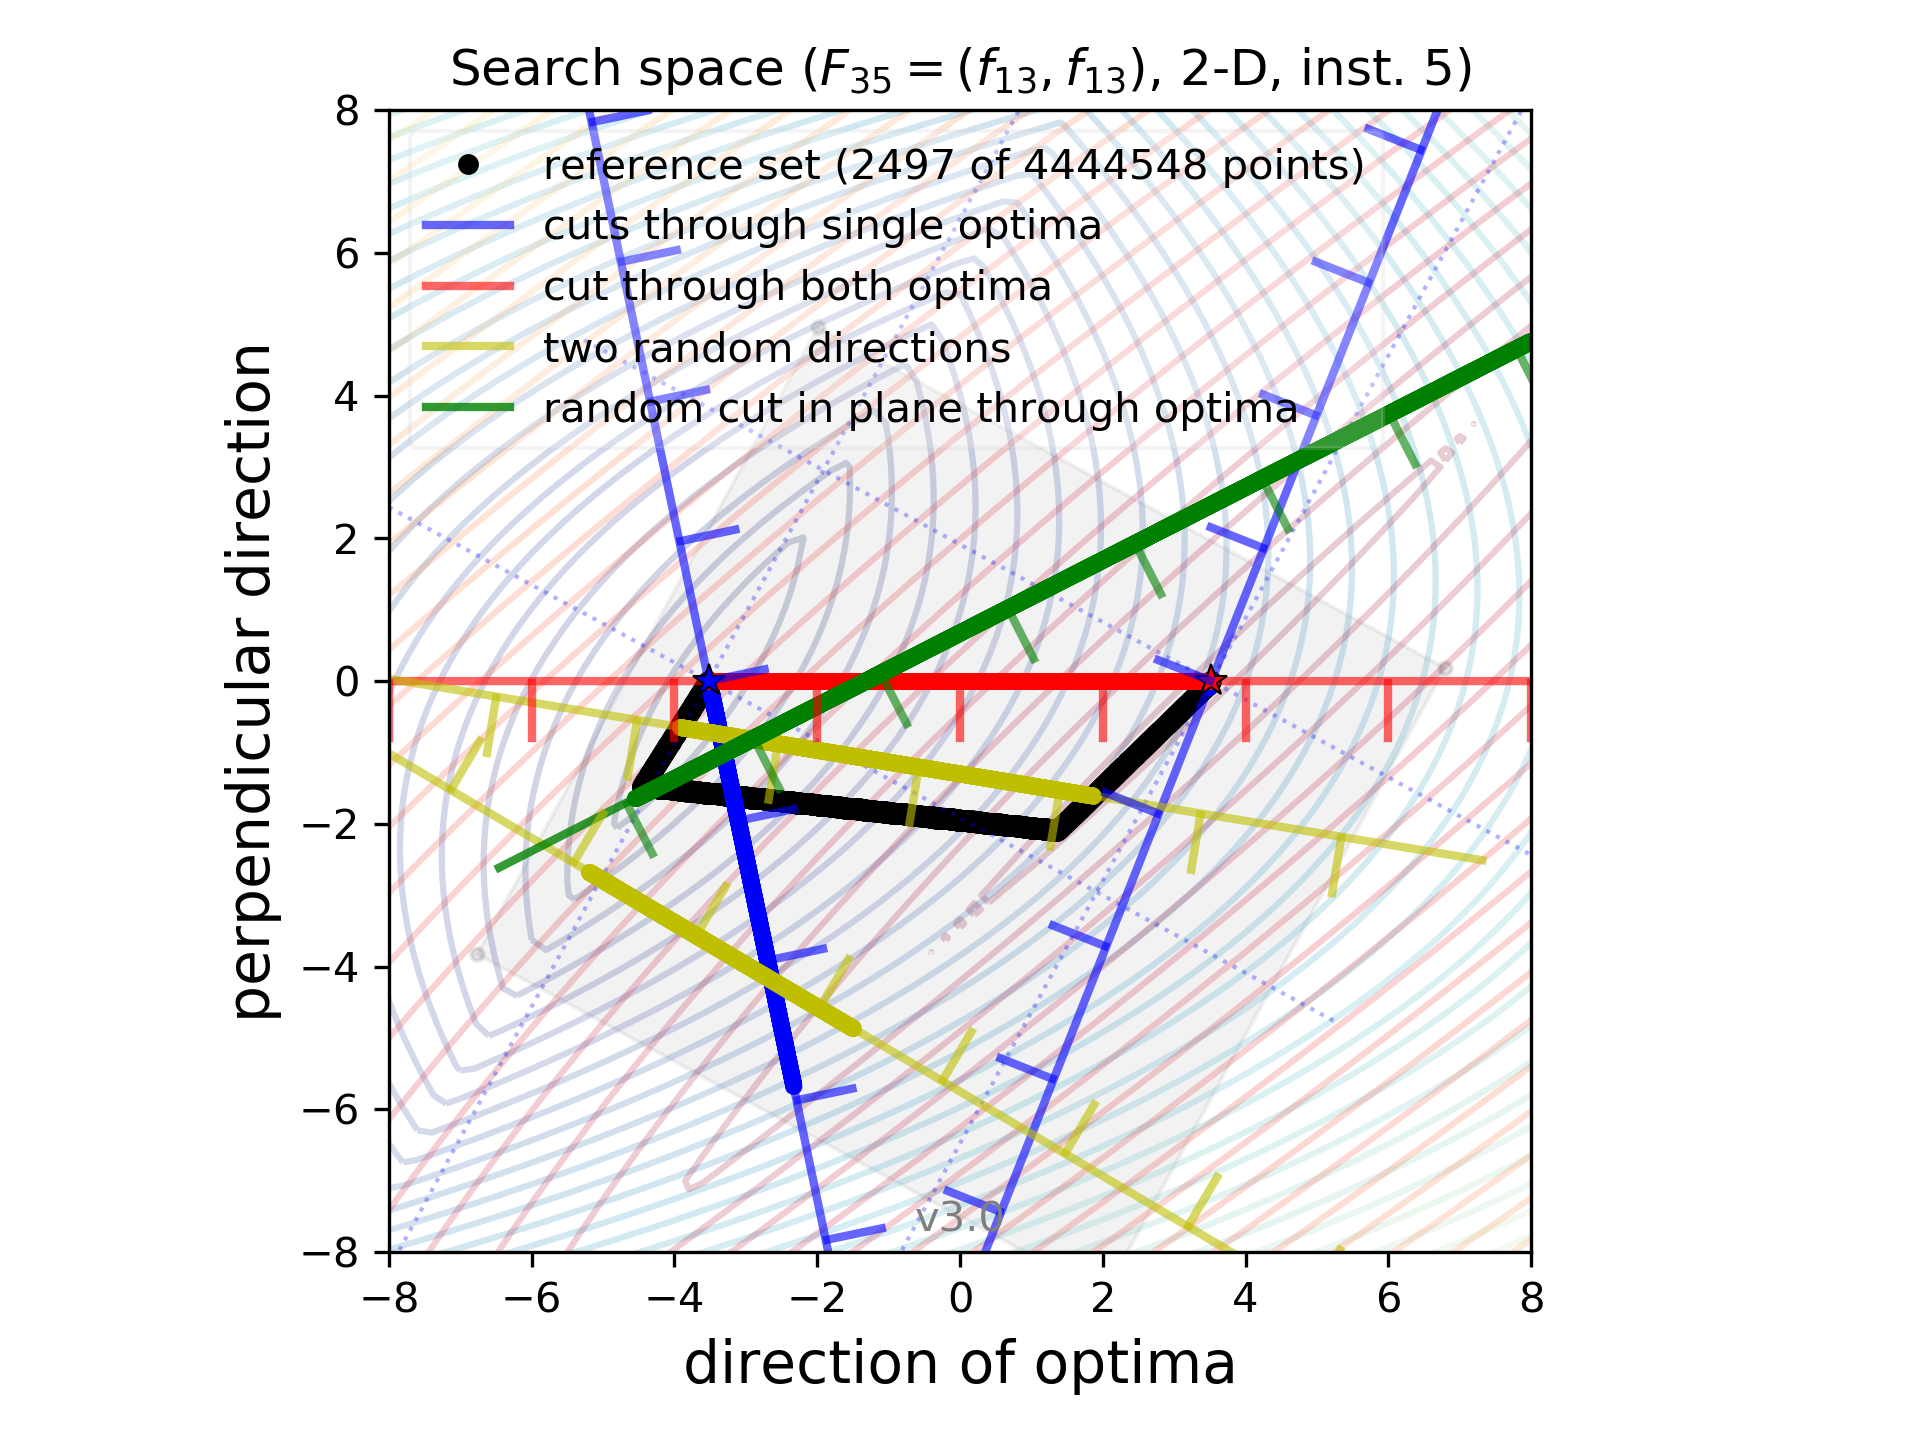 Search space (F35 = (f13, f13), 2-D, inst. 5)
reference set (2497 of 4444548 points)
cuts through single optima
cut through both optima
two random directions
random cut in plane through optima
perpendicular direction
8
6
4
2
0
−2
−4
−6
−8
v3.0
−8 −6 −4 −2 0 2 4 6 8
direction of optima